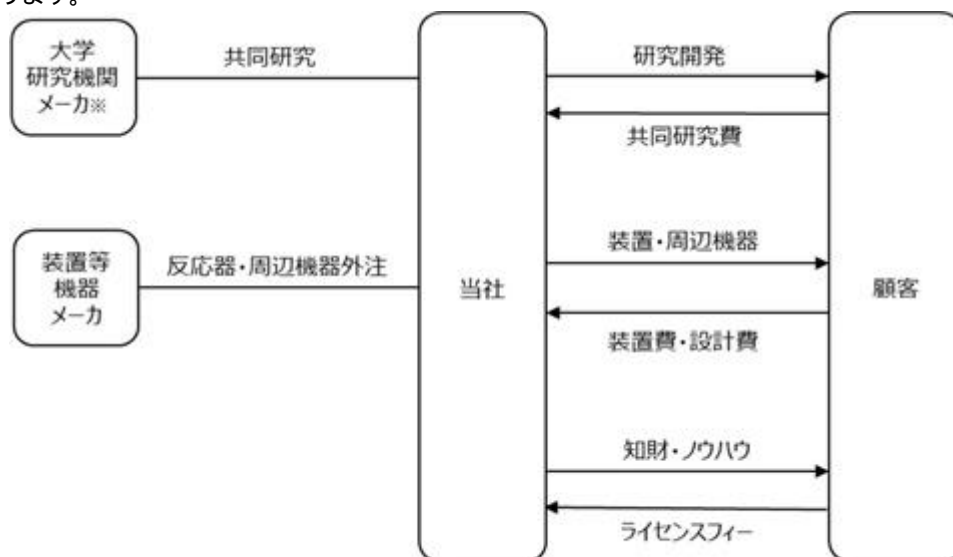 ります。
大学
研究機関
メーカ※
共同研究
研究開発
共同研究費
装置等
機器
メーカ
反応器・周辺機器外注
当社
装置・周辺機器
顧客
装置費・設計費
知財・ノウハウ
ライセンスフィー